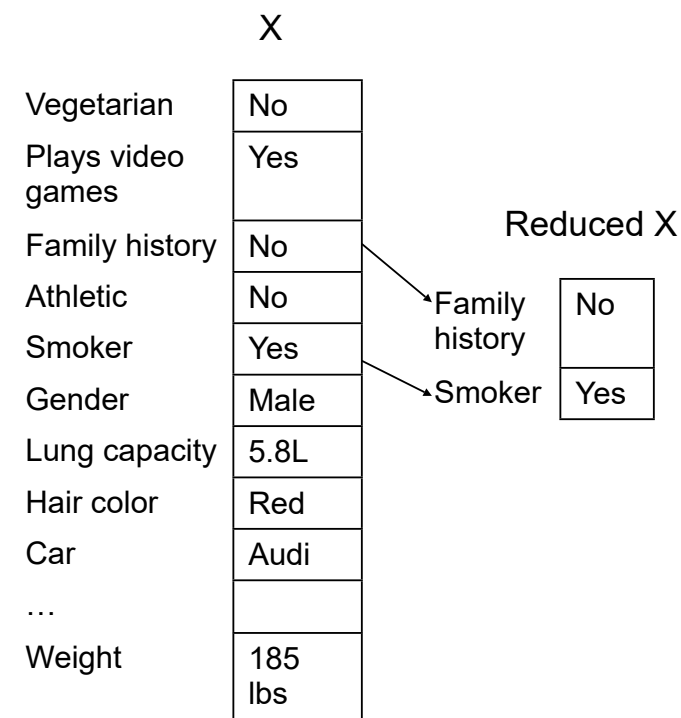 X
Vegetarian No
Plays video Yes
games
Reduced X
Family history No
Family No
history
Athletic No
Smoker Yes
Smoker Yes
Gender Male
Lung capacity 5.8L
Hair color Red
Car Audi
…
Weight 185
lbs